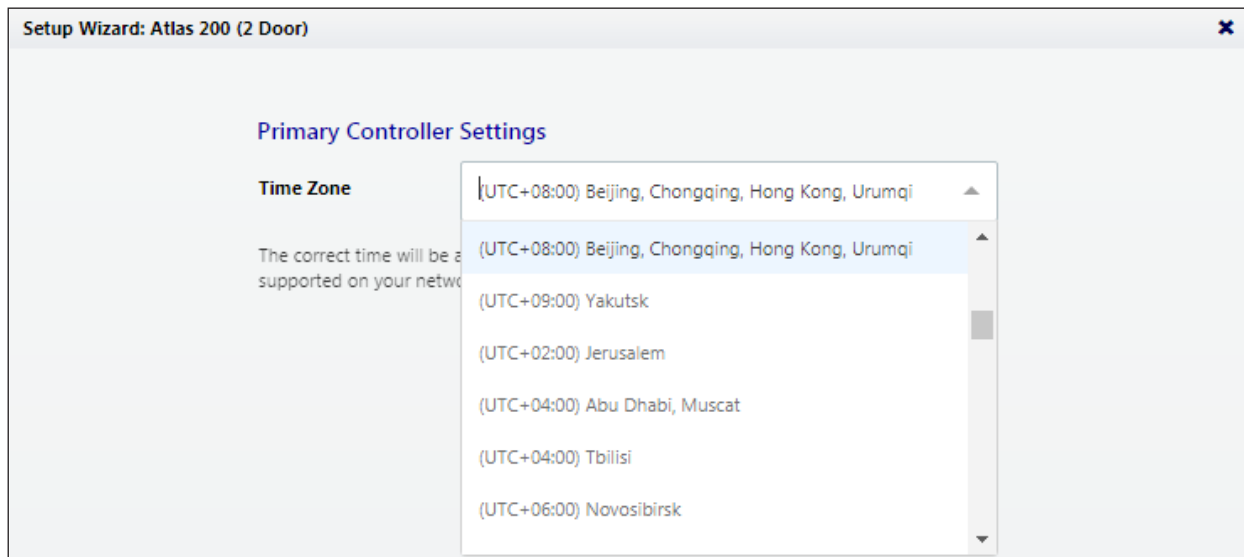 Setup Wizard: Atlas 200 (2 Door)
Primary Controller Settings
Time Zone
(UTC+08:00) Beijing, Chongqing, Hong Kong, Urumqi
The correct time will be a
supported on your netwo
(UTC+08:00) Beijing, Chongqing, Hong Kong, Urumqi
(UTC+09:00) Yakutsk
(UTC+02:00) Jerusalem
(UTC+04:00) Abu Dhabi, Muscat
(UTC+04:00) Tbilisi
(UTC+06:00) Novosibirsk